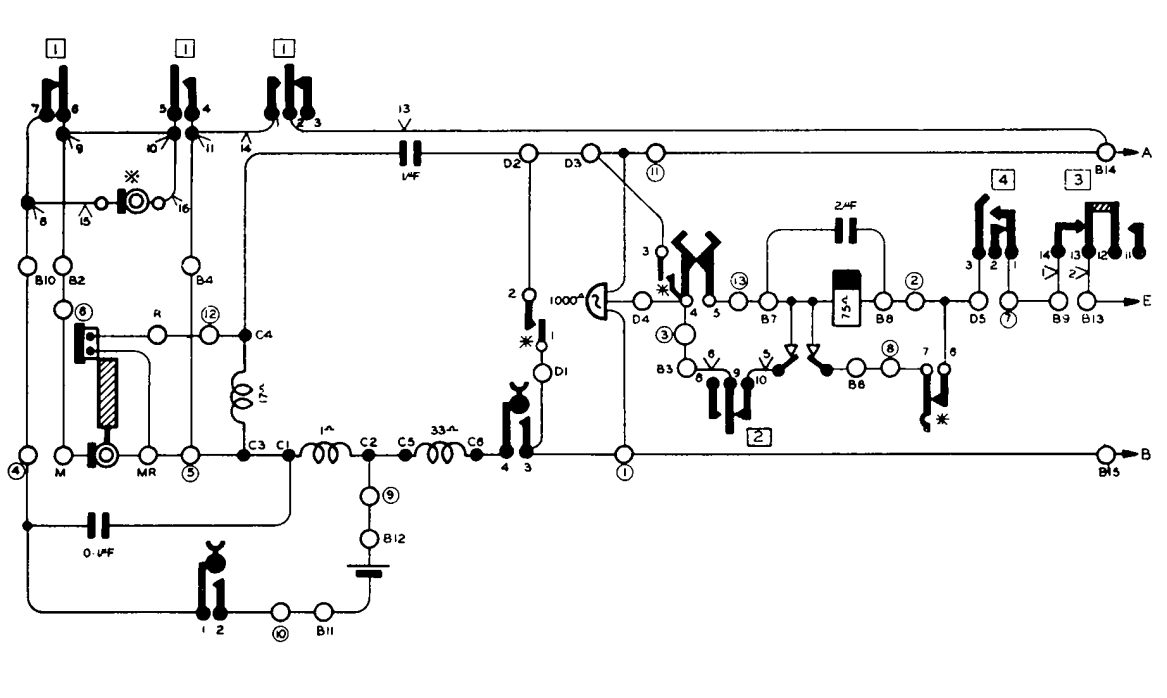 1 1 1
4 3
7 6 5 4 1 2 3 13
9 10 11 14
D2 D3 11 B14 A
1µF
※
8 15 16
2µF
3 2 1 14 13 12 11
B10 B2 B4
3
※
2 1000Ω D4 4 5 13 B7 75Ω B8 2 D5 7 B9 B13 E
1 2
6 R 12 C4
※ 1
3
D1
B3 6 5 B6 8 7 6
8 9 10
※
2
C3 C1 1Ω C2 C5 33Ω C6
4 M MR 5 4 3 1 B15 B
9
B12
0·1µF
1 2 10 B11